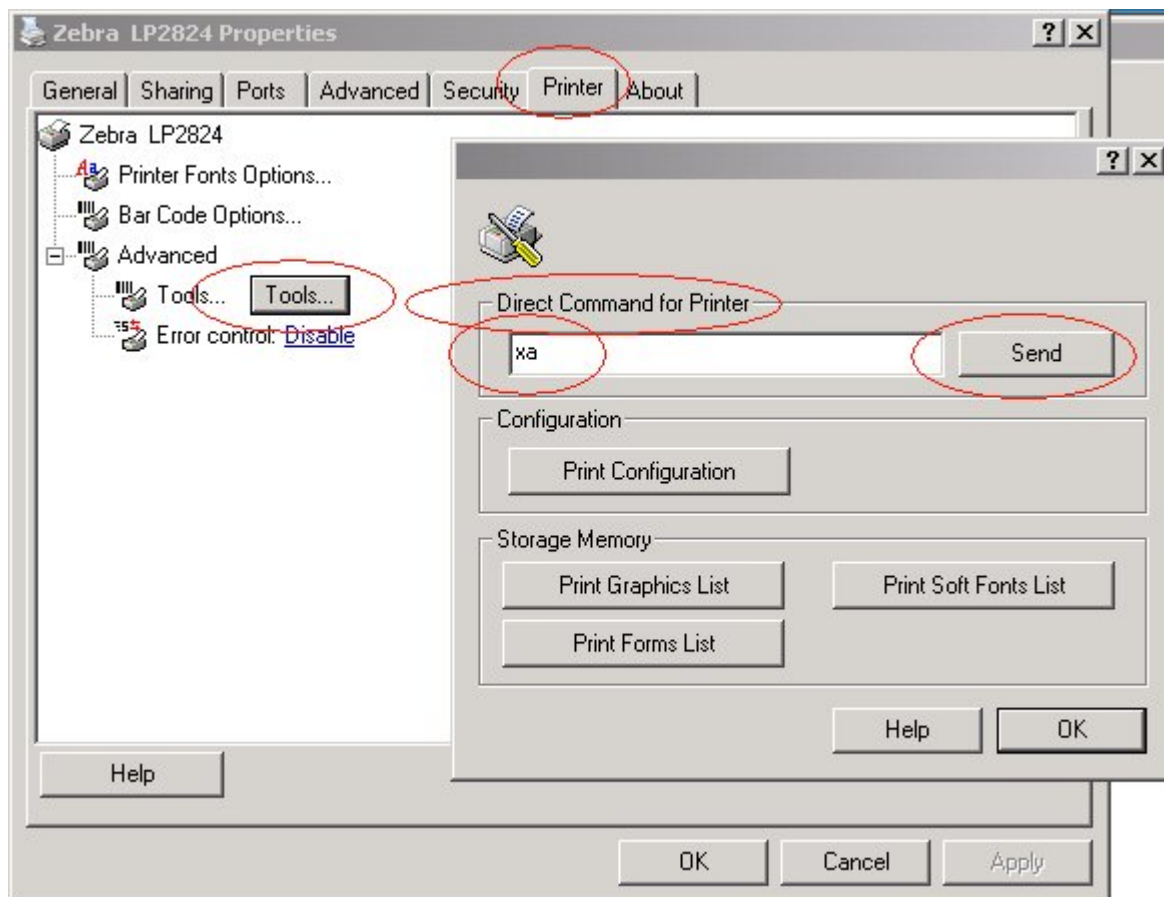 Zebra LP2824 Properties
General Sharing Ports Advanced Security Printer About
Zebra LP2824
Printer Fonts Options...
Bar Code Options...
Advanced
Tools... Tools...
Error control: Disable
Help
OK Cancel Apply
Direct Command for Printer
xa Send
Configuration
Print Configuration
Storage Memory
Print Graphics List Print Soft Fonts List
Print Forms List
Help OK